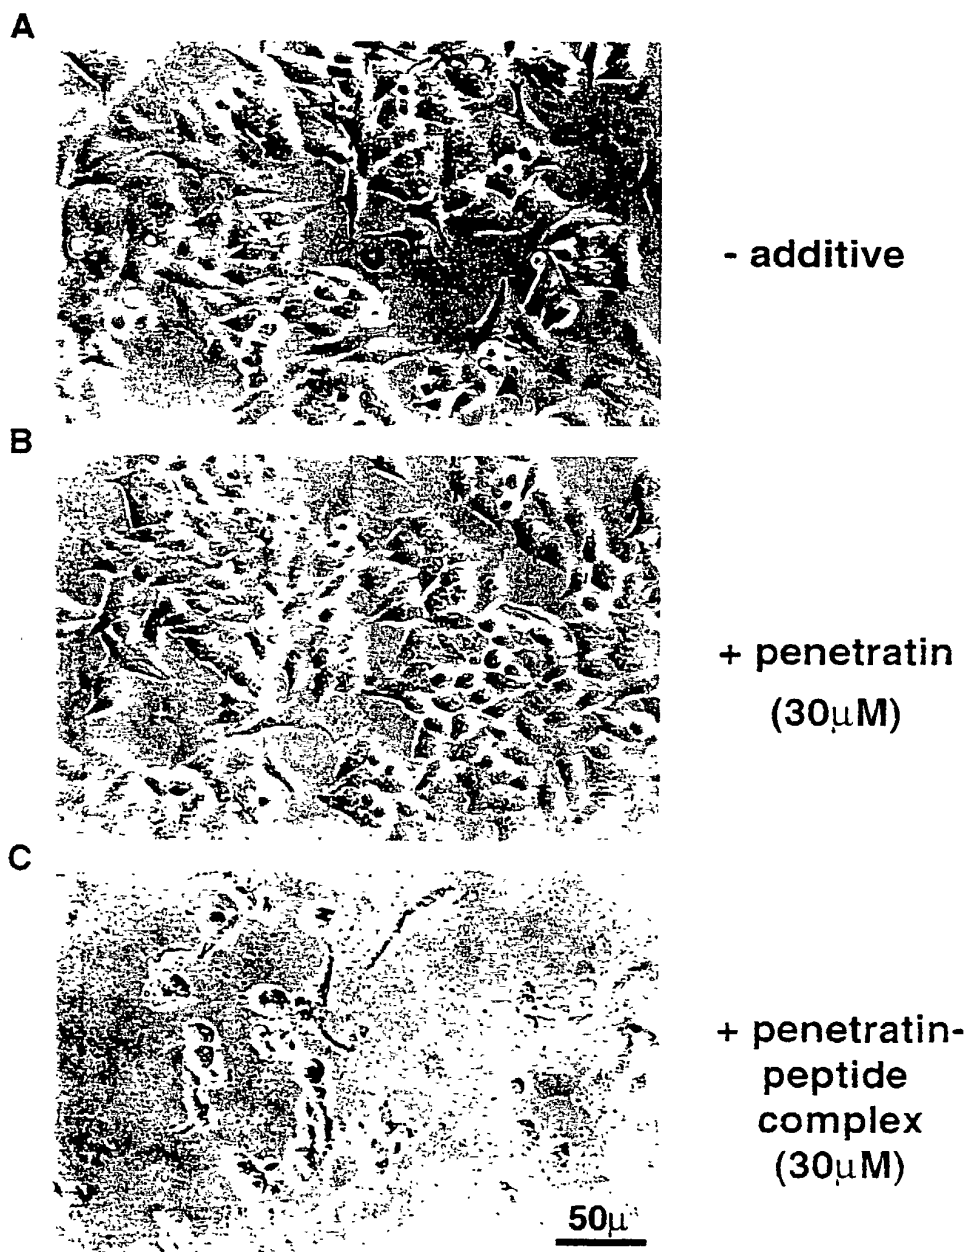 A
- additive
B
+ penetratin
(30μM)
C
+ penetratin-
peptide
complex
(30μM)
50μ